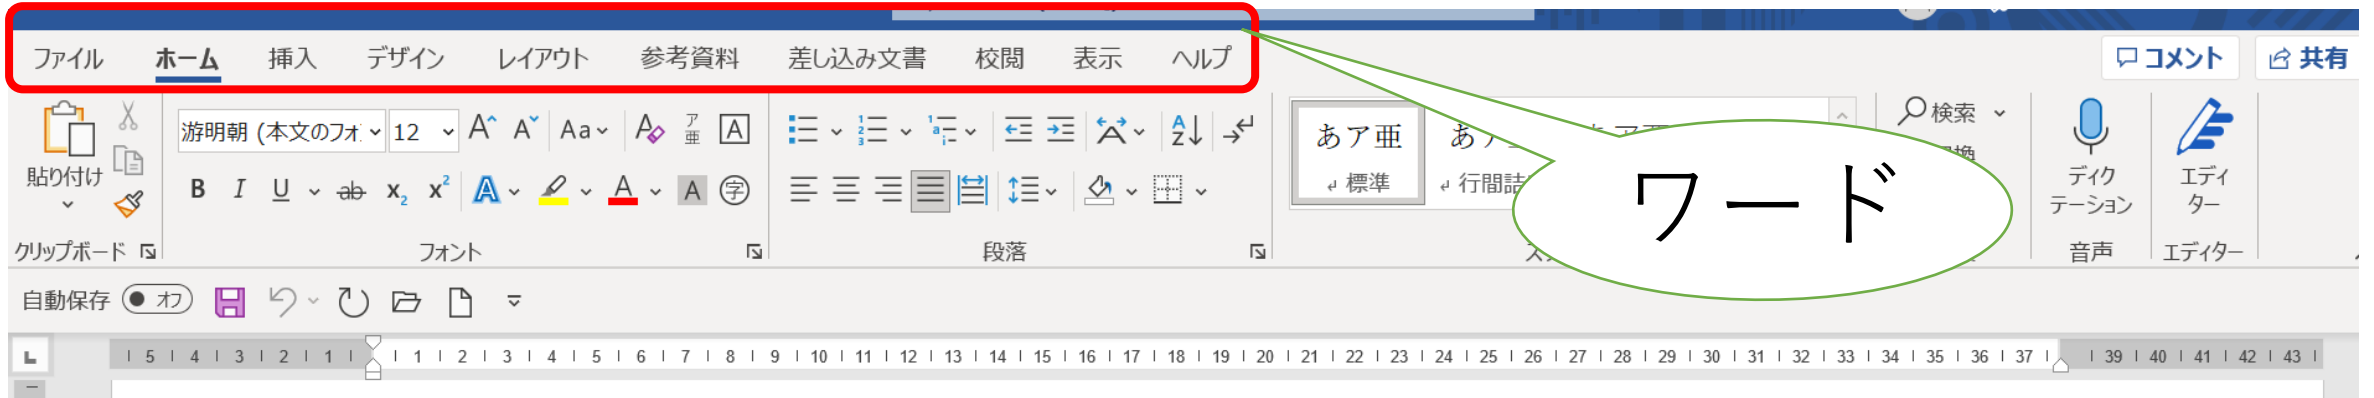 ファイル ホーム 挿入 デザイン レイアウト 参考資料 差し込み文書 校閲 表示 ヘルプ コメント 共有
游明朝 (本文のフォ 12 A A Aa A ア亜 A
あア亜
検索
貼り付け
B I U ab x₂ x² A A A 字
標準
行間詰
ワード
ディクテーション
エディター
クリップボード フォント 段落 音声 エディター
自動保存 オフ
5 4 3 2 1 1 2 3 4 5 6 7 8 9 10 11 12 13 14 15 16 17 18 19 20 21 22 23 24 25 26 27 28 29 30 31 32 33 34 35 36 37 39 40 41 42 43